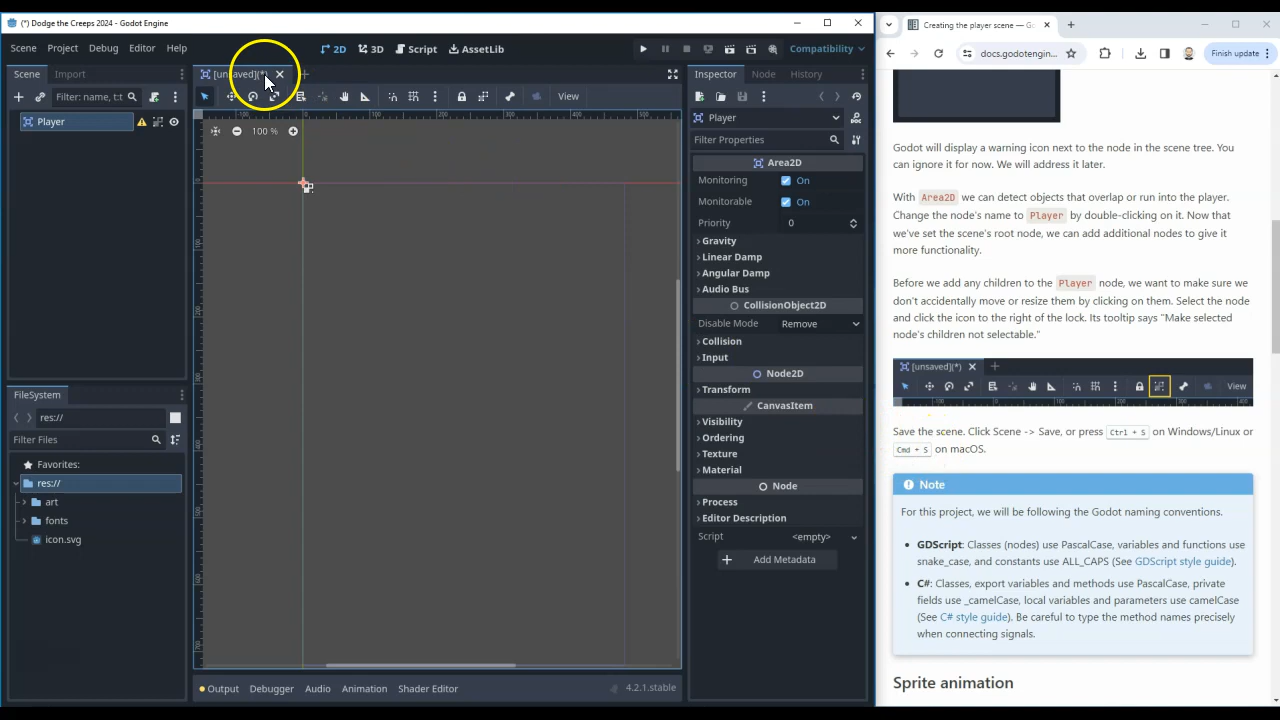 (*) Dodge the Creeps 2024 - Godot Engine
Scene Project Debug Editor Help
2D 3D Script AssetLib
Compatibility
Scene Import
Filter: name, t:t
Player
[unsaved](*)
View
-100 0 100 200 300 400 500
100 %
FileSystem
res://
Filter Files
Favorites:
res://
art
fonts
icon.svg
Output Debugger Audio Animation Shader Editor
4.2.1.stable
Inspector Node History
Player
Filter Properties
Area2D
Monitoring On
Monitorable On
Priority 0
Gravity
Linear Damp
Angular Damp
Audio Bus
CollisionObject2D
Disable Mode Remove
Collision
Input
Node2D
Transform
CanvasItem
Visibility
Ordering
Texture
Material
Node
Process
Editor Description
Script <empty>
Add Metadata
Creating the player scene — G
docs.godotengin...
Finish update
Godot will display a warning icon next to the node in the scene tree. You
can ignore it for now. We will address it later.
With Area2D we can detect objects that overlap or run into the player.
Change the node's name to Player by double-clicking on it. Now that
we've set the scene's root node, we can add additional nodes to give it
more functionality.
Before we add any children to the Player node, we want to make sure we
don't accidentally move or resize them by clicking on them. Select the node
and click the icon to the right of the lock. Its tooltip says "Make selected
node's children not selectable."
[unsaved](*)
View
Save the scene. Click Scene -> Save, or press Ctrl + S on Windows/Linux or
Cmd + S on macOS.
Note
For this project, we will be following the Godot naming conventions.
• GDScript: Classes (nodes) use PascalCase, variables and functions use
snake_case, and constants use ALL_CAPS (See GDScript style guide).
• C#: Classes, export variables and methods use PascalCase, private
fields use _camelCase, local variables and parameters use camelCase
(See C# style guide). Be careful to type the method names precisely
when connecting signals.
Sprite animation